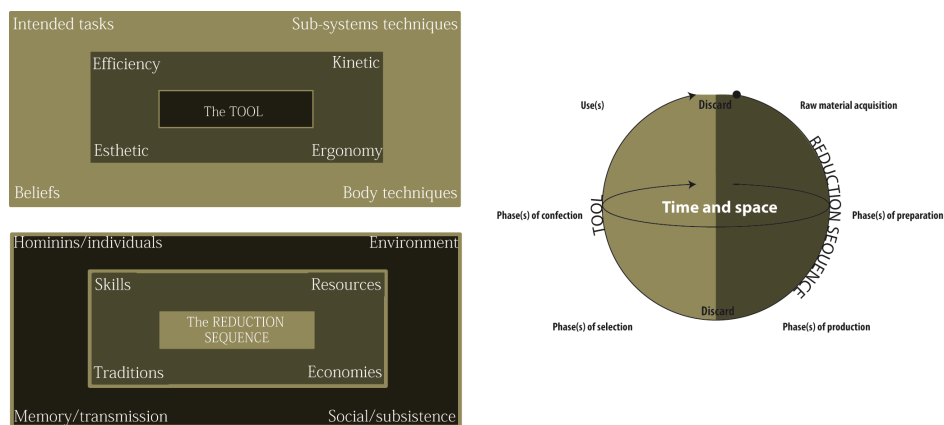 Intended tasks
Sub-systems techniques
Efficiency
Kinetic
The TOOL
Esthetic
Ergonomy
Beliefs
Body techniques
Hominins/individuals
Environment
Skills
Resources
The REDUCTION
SEQUENCE
Traditions
Economies
Memory/transmission
Social/subsistence
Use(s)
Discard
Raw material acquisition
REDUCTION SEQUENCE
TOOL
Time and space
Phase(s) of confection
Phase(s) of preparation
Discard
Phase(s) of selection
Phase(s) of production